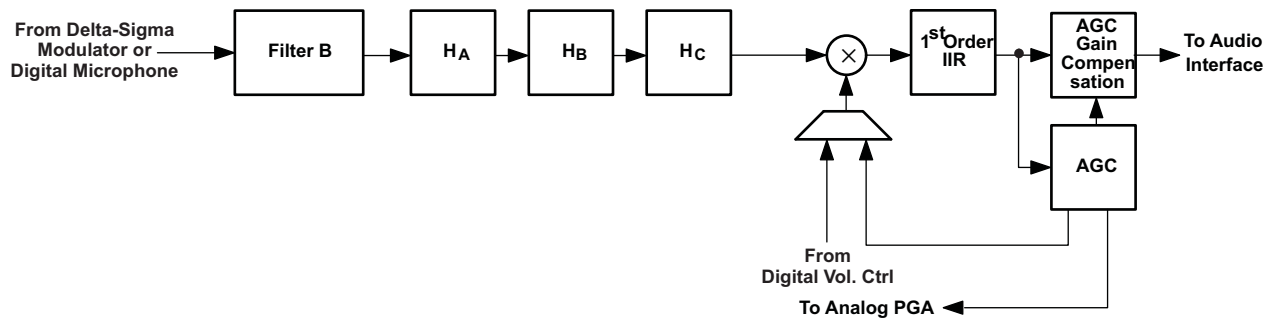 From Delta-Sigma
Modulator or
Digital Microphone
Filter B
HA
HB
HC
×
1st Order
IIR
AGC
Gain
Compen
sation
To Audio
Interface
AGC
From
Digital Vol. Ctrl
To Analog PGA